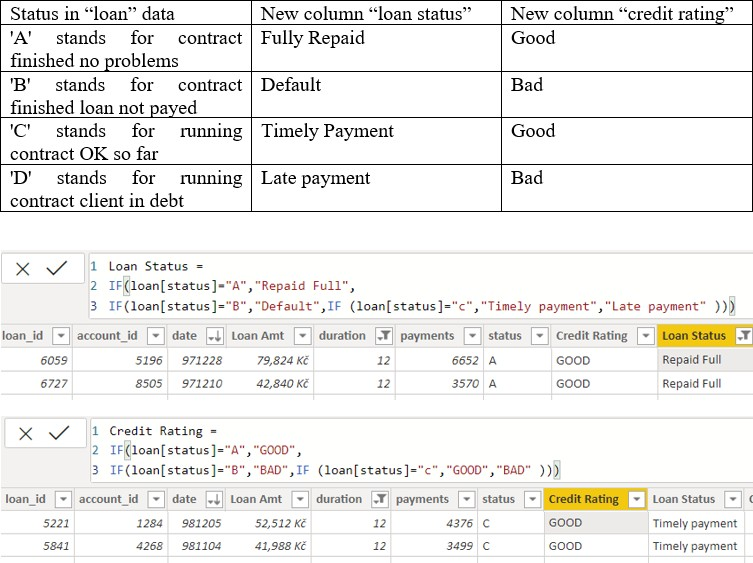 Status in “loan” data New column “loan status” New column “credit rating”
'A' stands for contract Fully Repaid Good
finished no problems
'B' stands for contract Default Bad
finished loan not payed
'C' stands for running Timely Payment Good
contract OK so far
'D' stands for running Late payment Bad
contract client in debt
1 Loan Status =
2 IF(loan[status]="A","Repaid Full",
3 IF(loan[status]="B","Default",IF (loan[status]="c","Timely payment","Late payment" )))
loan_id account_id date Loan Amt duration payments status Credit Rating Loan Status
6059 5196 971228 79,824 Kč 12 6652 A GOOD Repaid Full
6727 8505 971210 42,840 Kč 12 3570 A GOOD Repaid Full
1 Credit Rating =
2 IF(loan[status]="A","GOOD",
3 IF(loan[status]="B","BAD",IF (loan[status]="c","GOOD","BAD" )))
loan_id account_id date Loan Amt duration payments status Credit Rating Loan Status
5221 1284 981205 52,512 Kč 12 4376 C GOOD Timely payment
5841 4268 981104 41,988 Kč 12 3499 C GOOD Timely payment